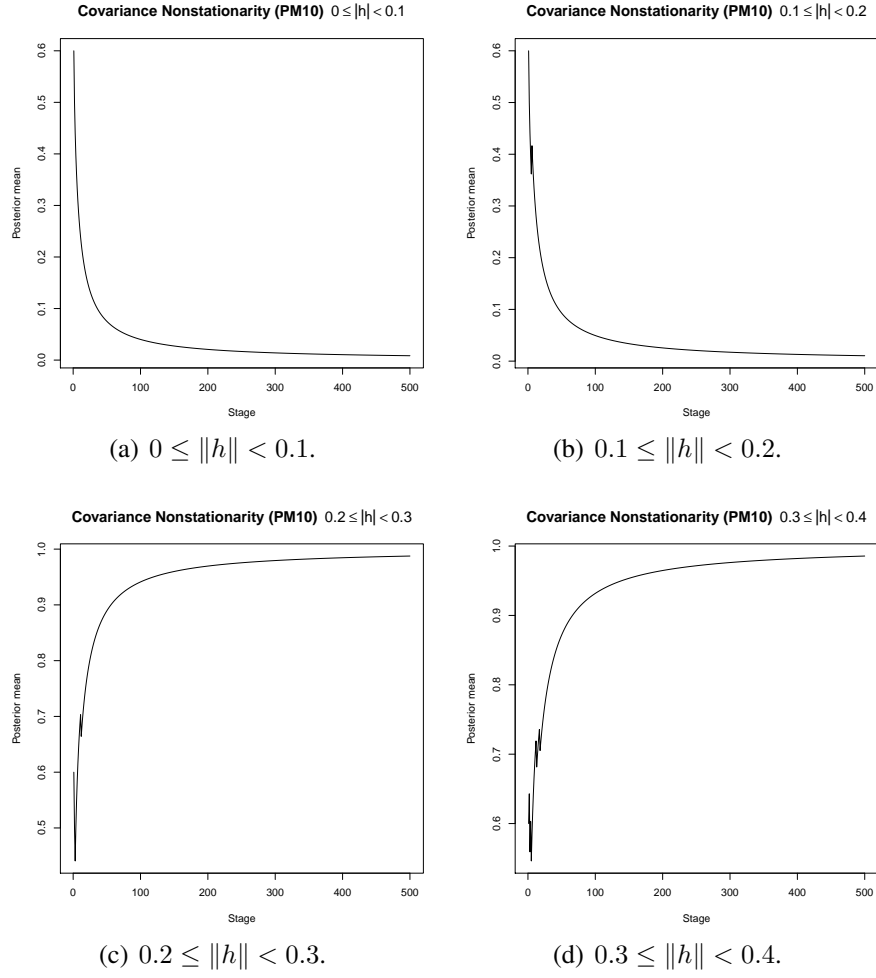 Covariance Nonstationarity (PM10) 0 ≤ |h| < 0.1
Posterior mean
0.6
0.5
0.4
0.3
0.2
0.1
0.0
0 100 200 300 400 500
Stage
(a) 0 ≤ ‖h‖ < 0.1.
Covariance Nonstationarity (PM10) 0.1 ≤ |h| < 0.2
Posterior mean
0.6
0.5
0.4
0.3
0.2
0.1
0.0
0 100 200 300 400 500
Stage
(b) 0.1 ≤ ‖h‖ < 0.2.
Covariance Nonstationarity (PM10) 0.2 ≤ |h| < 0.3
Posterior mean
1.0
0.9
0.8
0.7
0.6
0.5
0 100 200 300 400 500
Stage
(c) 0.2 ≤ ‖h‖ < 0.3.
Covariance Nonstationarity (PM10) 0.3 ≤ |h| < 0.4
Posterior mean
1.0
0.9
0.8
0.7
0.6
0 100 200 300 400 500
Stage
(d) 0.3 ≤ ‖h‖ < 0.4.